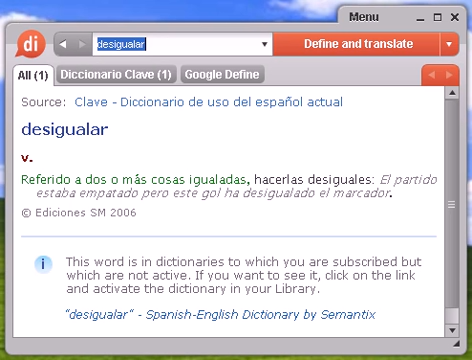 Menu
di
desigualar
Define and translate
All (1)
Diccionario Clave (1)
Google Define
Source: Clave - Diccionario de uso del español actual
desigualar
v.
Referido a dos o más cosas igualadas, hacerlas desiguales: El partido
estaba empatado pero este gol ha desigualado el marcador.
© Ediciones SM 2006
i
This word is in dictionaries to which you are subscribed but
which are not active. If you want to see it, click on the link
and activate the dictionary in your Library.
"desigualar" - Spanish-English Dictionary by Semantix